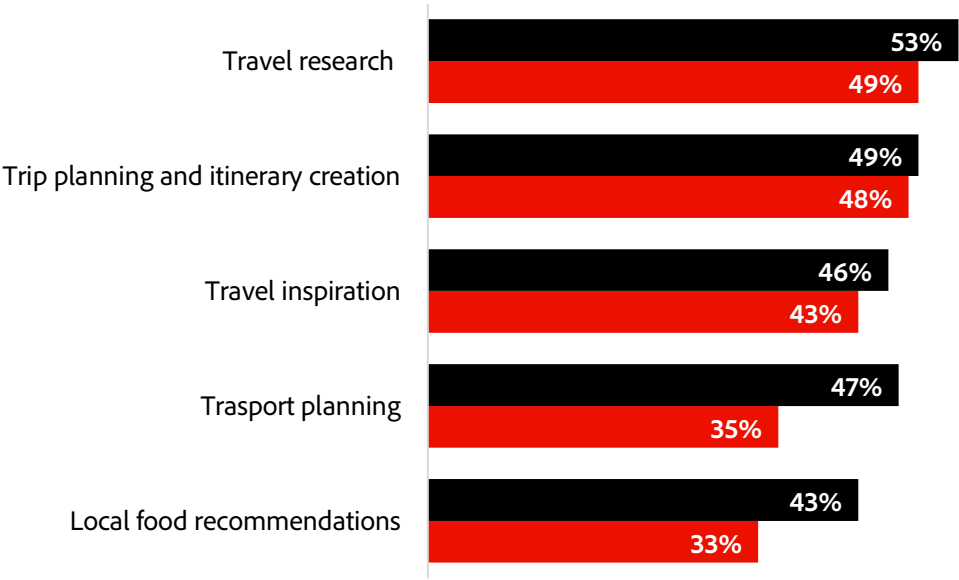 53%
Travel research
49%
49%
Trip planning and itinerary creation
48%
46%
Travel inspiration
43%
47%
Trasport planning
35%
43%
Local food recommendations
33%